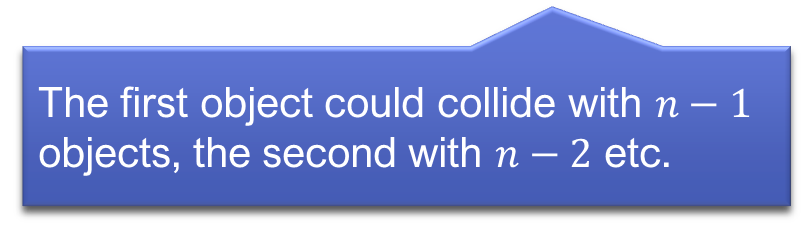 The first object could collide with n − 1
objects, the second with n − 2 etc.